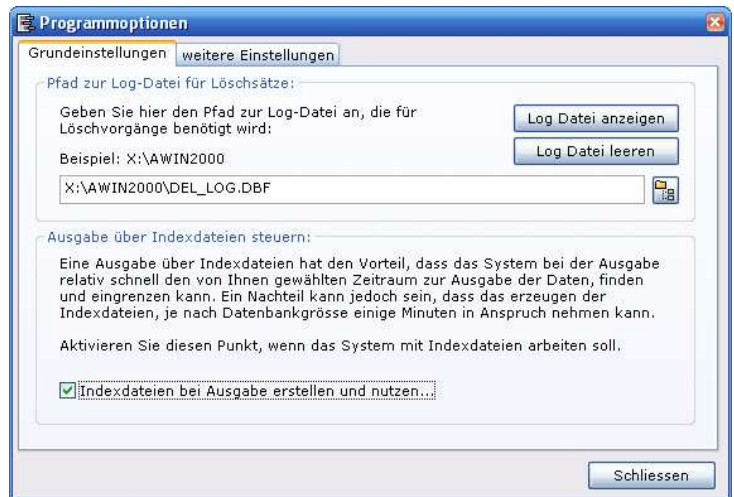 Programmoptionen
Grundeinstellungen weitere Einstellungen
Pfad zur Log-Datei für Löschsätze:
Geben Sie hier den Pfad zur Log-Datei an, die für
Löschvorgänge benötigt wird:
Log Datei anzeigen
Log Datei leeren
Beispiel: X:\AWIN2000
X:\AWIN2000\DEL_LOG.DBF
Ausgabe über Indexdateien steuern:
Eine Ausgabe über Indexdateien hat den Vorteil, dass das System bei der Ausgabe
relativ schnell den von Ihnen gewählten Zeitraum zur Ausgabe der Daten, finden
und eingrenzen kann. Ein Nachteil kann jedoch sein, dass das erzeugen der
Indexdateien, je nach Datenbankgrösse einige Minuten in Anspruch nehmen kann.
Aktivieren Sie diesen Punkt, wenn das System mit Indexdateien arbeiten soll.
Indexdateien bei Ausgabe erstellen und nutzen...
Schliessen